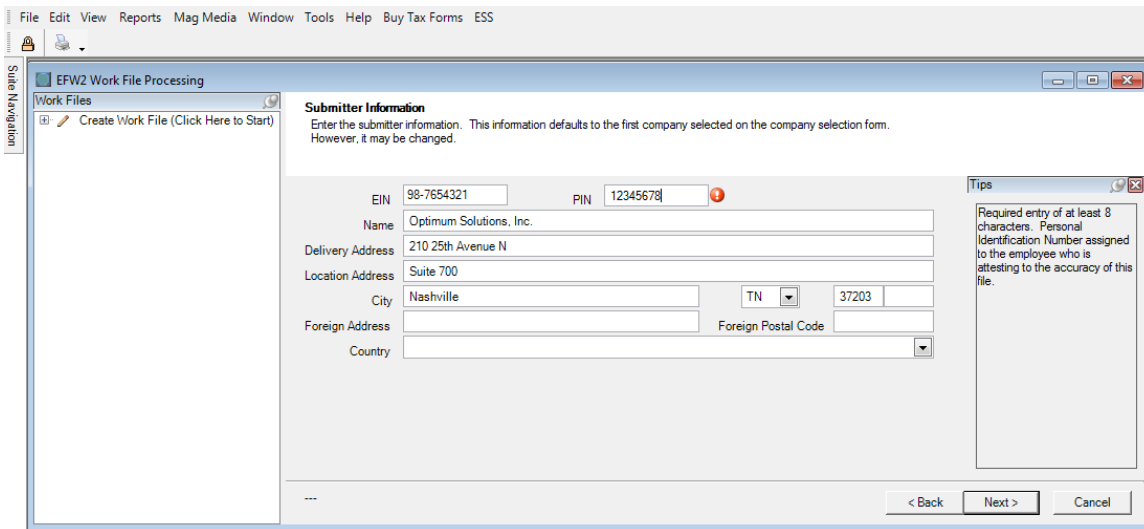 File Edit View Reports Mag Media Window Tools Help Buy Tax Forms ESS
Suite Navigation
EFW2 Work File Processing
Work Files
Create Work File (Click Here to Start)
Submitter Information
Enter the submitter information. This information defaults to the first company selected on the company selection form.
However, it may be changed.
EIN 98-7654321 PIN 12345678
Name Optimum Solutions, Inc.
Delivery Address 210 25th Avenue N
Location Address Suite 700
City Nashville TN 37203
Foreign Address Foreign Postal Code
Country
Tips
Required entry of at least 8
characters. Personal
Identification Number assigned
to the employee who is
attesting to the accuracy of this
file.
---
< Back Next > Cancel